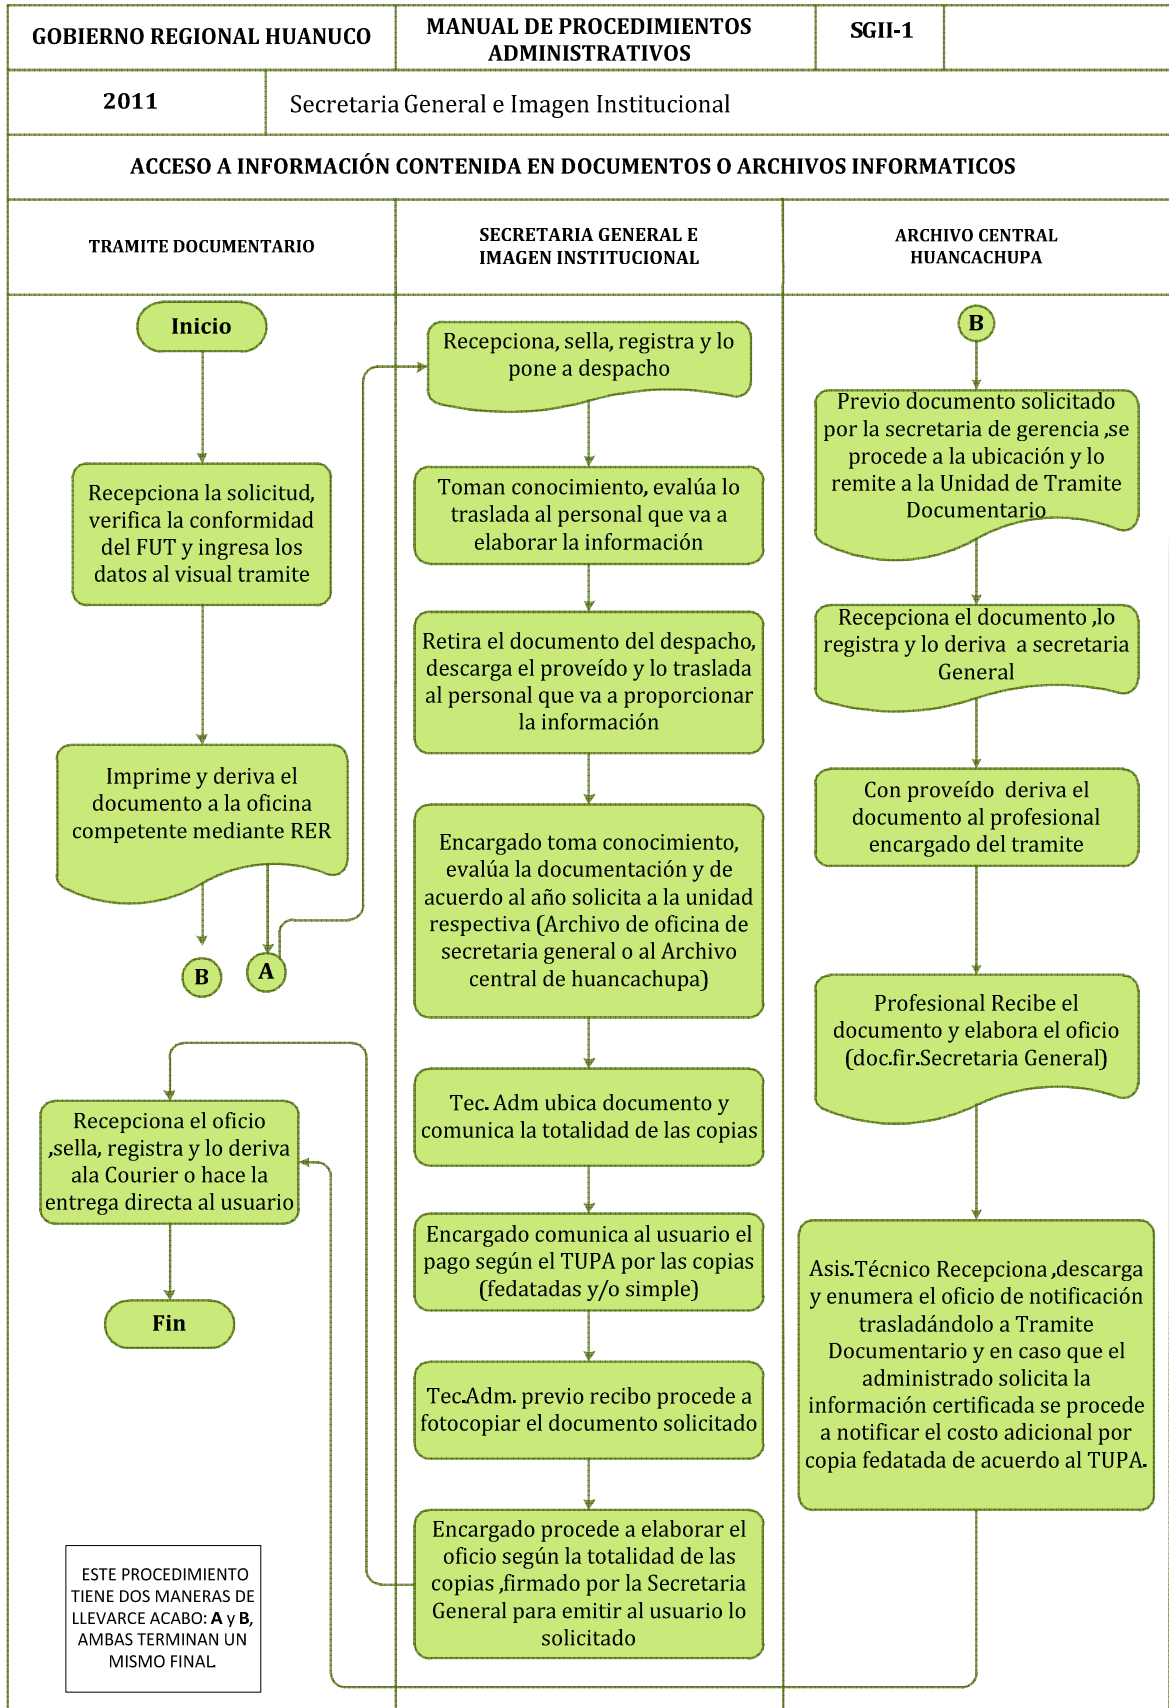 GOBIERNO REGIONAL HUANUCO
MANUAL DE PROCEDIMIENTOS
ADMINISTRATIVOS
SGII-1
2011
Secretaria General e Imagen Institucional
ACCESO A INFORMACIÓN CONTENIDA EN DOCUMENTOS O ARCHIVOS INFORMATICOS
TRAMITE DOCUMENTARIO
SECRETARIA GENERAL E
IMAGEN INSTITUCIONAL
ARCHIVO CENTRAL
HUANCACHUPA
Inicio
Recepciona la solicitud,
verifica la conformidad
del FUT y ingresa los
datos al visual tramite
Imprime y deriva el
documento a la oficina
competente mediante RER
B
A
Recepciona el oficio
,sella, registra y lo deriva
ala Courier o hace la
entrega directa al usuario
Fin
ESTE PROCEDIMIENTO
TIENE DOS MANERAS DE
LLEVARCE ACABO: A y B,
AMBAS TERMINAN UN
MISMO FINAL.
Recepciona, sella, registra y lo
pone a despacho
Toman conocimiento, evalúa lo
traslada al personal que va a
elaborar la información
Retira el documento del despacho,
descarga el proveído y lo traslada
al personal que va a proporcionar
la información
Encargado toma conocimiento,
evalúa la documentación y de
acuerdo al año solicita a la unidad
respectiva (Archivo de oficina de
secretaria general o al Archivo
central de huancachupa)
Tec. Adm ubica documento y
comunica la totalidad de las copias
Encargado comunica al usuario el
pago según el TUPA por las copias
(fedatadas y/o simple)
Tec.Adm. previo recibo procede a
fotocopiar el documento solicitado
Encargado procede a elaborar el
oficio según la totalidad de las
copias ,firmado por la Secretaria
General para emitir al usuario lo
solicitado
B
Previo documento solicitado
por la secretaria de gerencia ,se
procede a la ubicación y lo
remite a la Unidad de Tramite
Documentario
Recepciona el documento ,lo
registra y lo deriva a secretaria
General
Con proveído deriva el
documento al profesional
encargado del tramite
Profesional Recibe el
documento y elabora el oficio
(doc.fir.Secretaria General)
Asis.Técnico Recepciona ,descarga
y enumera el oficio de notificación
trasladándolo a Tramite
Documentario y en caso que el
administrado solicita la
información certificada se procede
a notificar el costo adicional por
copia fedatada de acuerdo al TUPA.